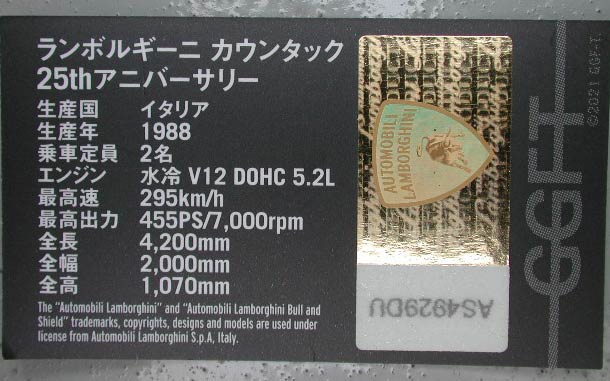 ランボルギーニ カウンタック
25thアニバーサリー
生産国 イタリア
生産年 1988
乗車定員 2名
エンジン 水冷 V12 DOHC 5.2L
最高速 295km/h
最高出力 455PS/7,000rpm
全長 4,200mm
全幅 2,000mm
全高 1,070mm
The "Automobili Lamborghini" and "Automobili Lamborghini Bull and
Shield" trademarks, copyrights, designs and models are used under
license from Automobili Lamborghini S.p.A, Italy.
AUTOMOBILI
LAMBORGHINI
AS4929DU
GGFT
©2021 GGF-T